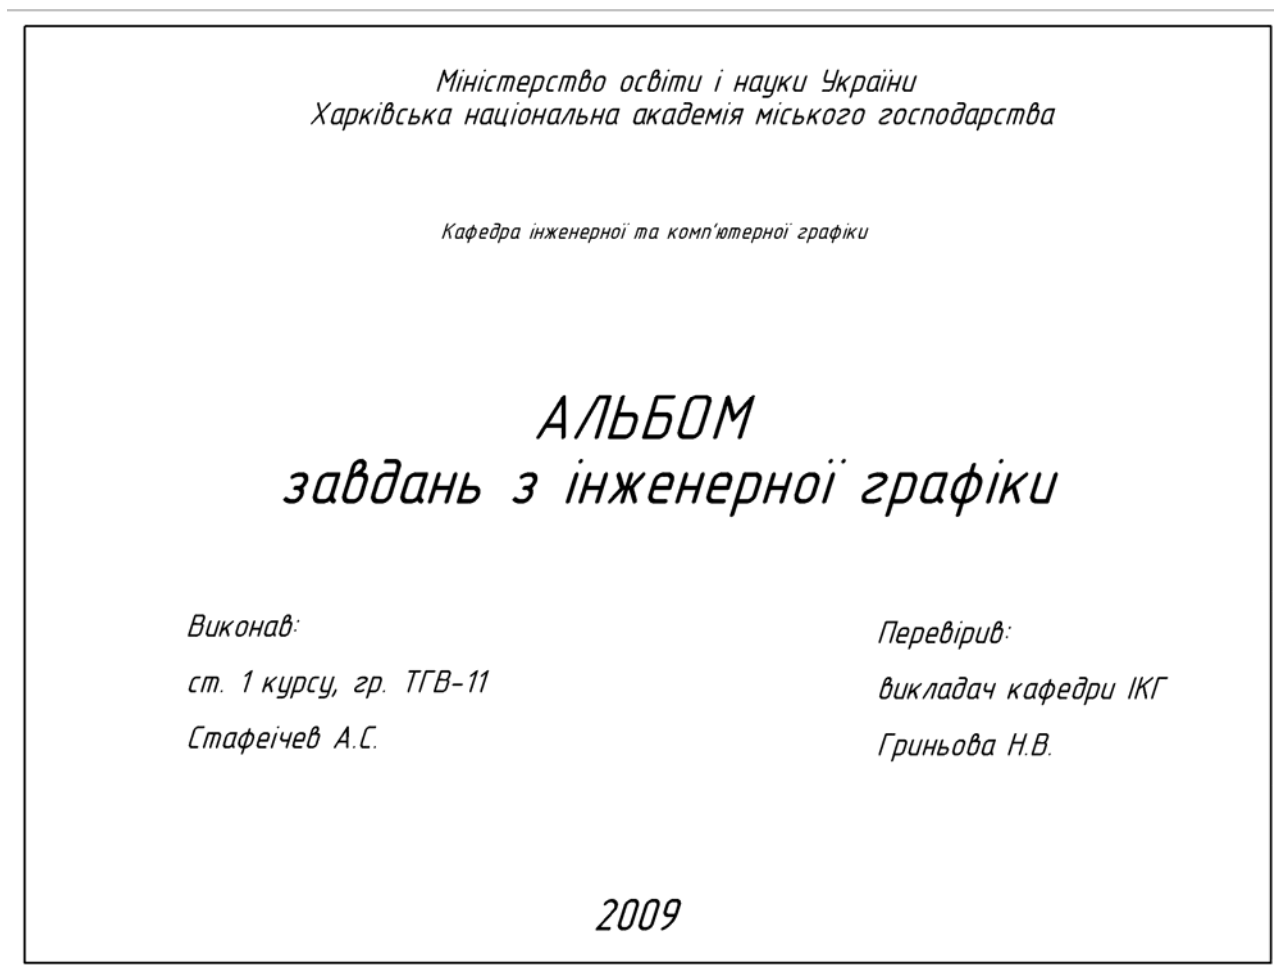 Міністерство освіти і науки України
Харківська національна академія міського господарства
Кафедра інженерної та комп'ютерної графіки
АЛЬБОМ
завдань з інженерної графіки
Виконав:
ст. 1 курсу, гр. ТГВ-11
Стафеічев А.С.
Перевірив:
викладач кафедри ІКГ
Гриньова Н.В.
2009